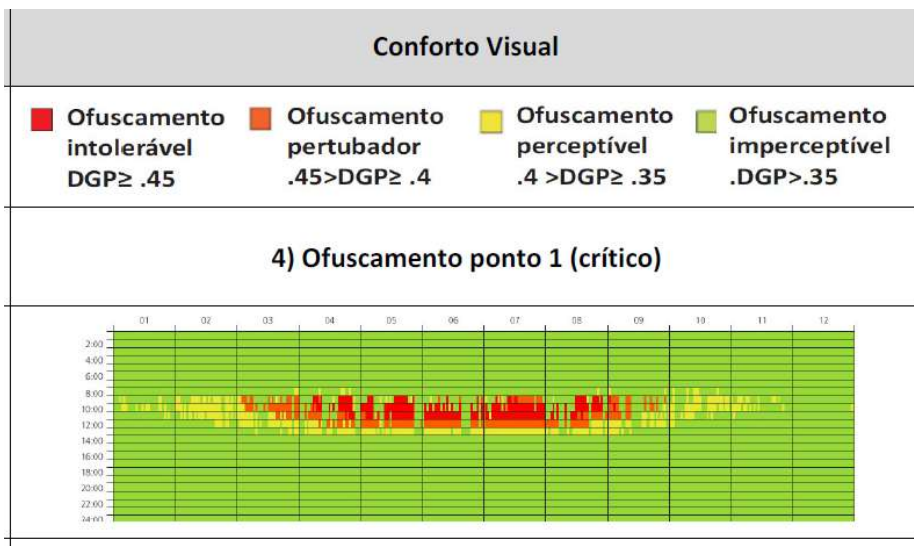 Conforto Visual
Ofuscamento intolerável DGP≥ .45
Ofuscamento pertubador .45>DGP≥ .4
Ofuscamento perceptível .4 >DGP≥ .35
Ofuscamento imperceptível .DGP>.35
4) Ofuscamento ponto 1 (crítico)
01 02 03 04 05 06 07 08 09 10 11 12
2:00
4:00
6:00
8:00
10:00
12:00
14:00
16:00
18:00
20:00
22:00
24:00